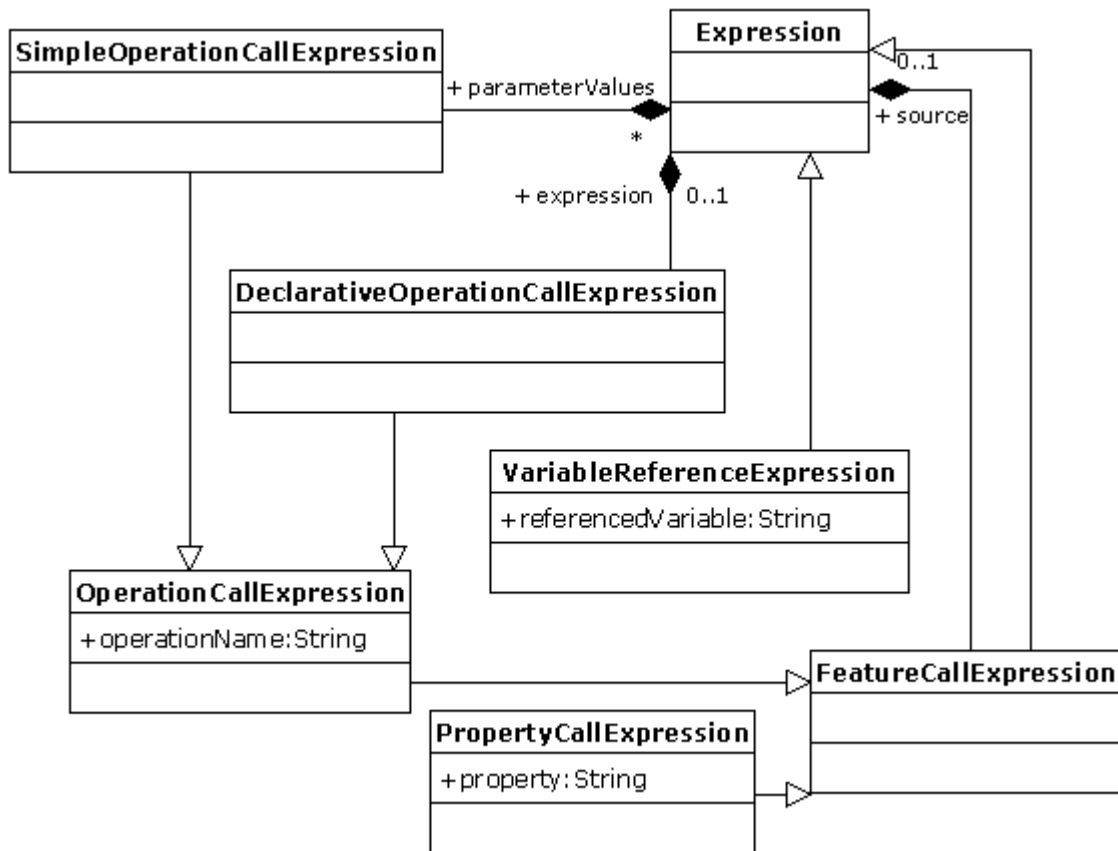 Expression
SimpleOperationCallExpression
0..1
+ parameterValues
+ source
*
+ expression
0..1
DeclarativeOperationCallExpression
VariableReferenceExpression
+referencedVariable:String
OperationCallExpression
+operationName:String
FeatureCallExpression
PropertyCallExpression
+property:String